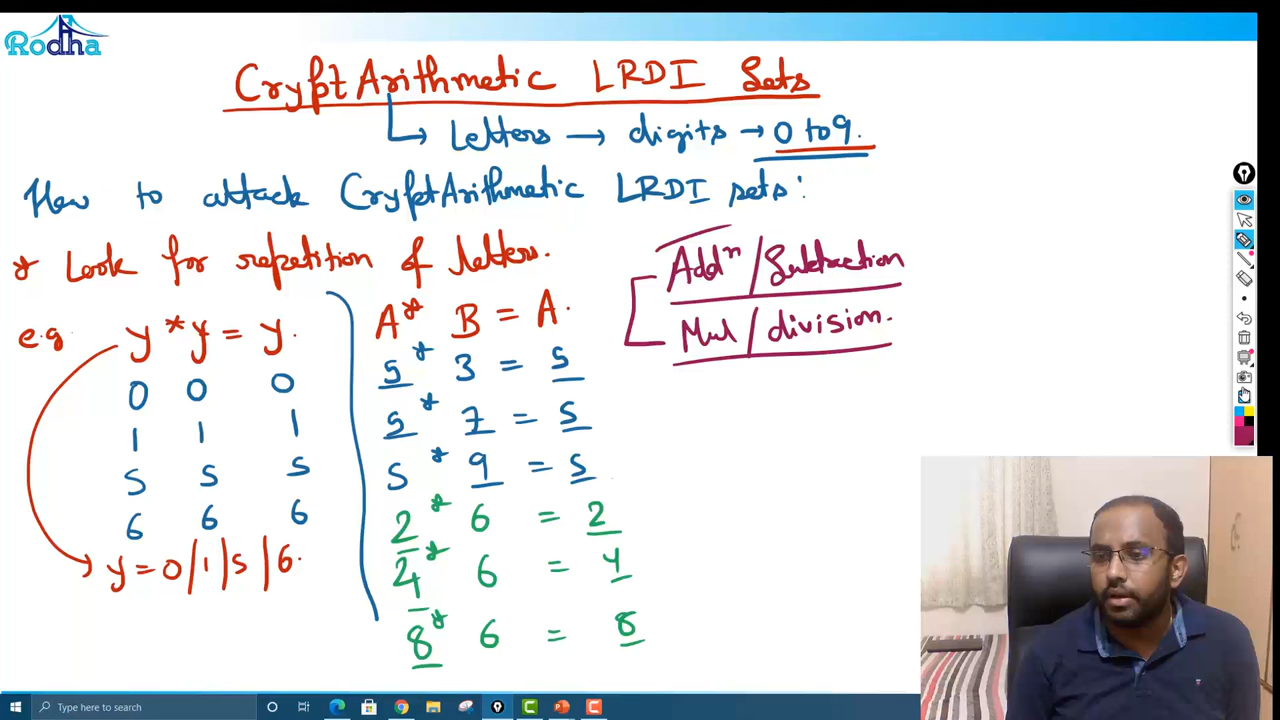 Rodha
CryptArithmetic LRDI Sets
letters → digits → 0 to 9.
How to attack CryptArithmetic LRDI sets:
* Look for repetition of letters.
Addⁿ / Subtraction
Mul / division.
e.g y * y = y.
0 0 0
1 1 1
5 5 5
6 6 6
y = 0 | 1 | 5 | 6.
A * B = A.
5 * 3 = 5
5 * 7 = 5
5 * 9 = 5
2 * 6 = 2
4 * 6 = 4
8 * 6 = 8
Type here to search